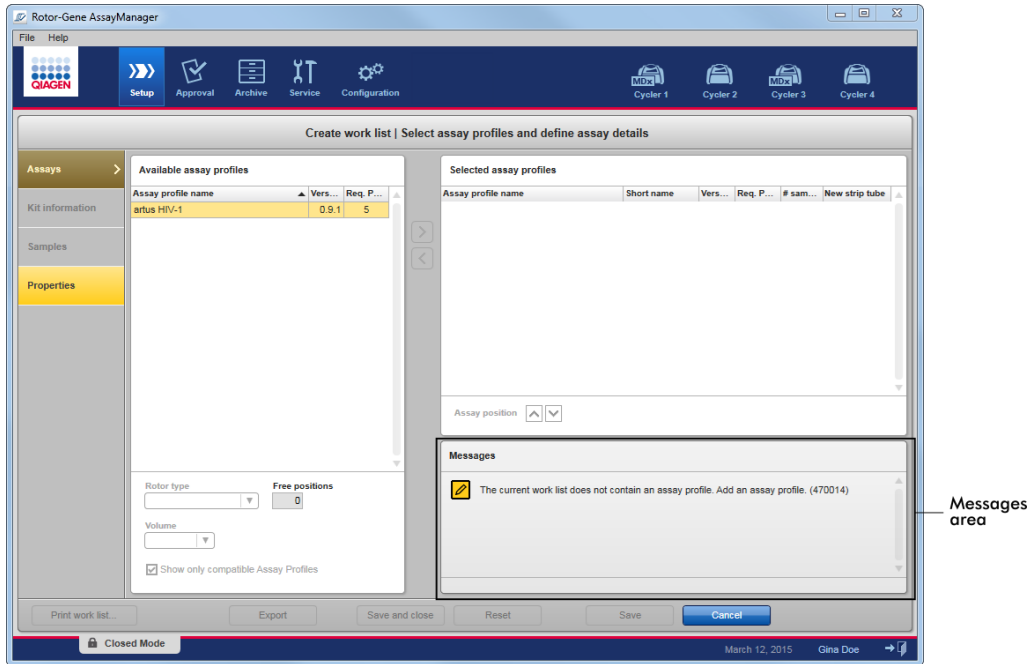 Rotor-Gene AssayManager
File Help
QIAGEN
Setup Approval Archive Service Configuration
MDx Cycler 1 Cycler 2 MDx Cycler 3 Cycler 4
Create work list | Select assay profiles and define assay details
Assays
Kit information
Samples
Properties
Available assay profiles
Assay profile name Vers... Req. P...
artus HIV-1 0.9.1 5
Rotor type Free positions
0
Volume
Show only compatible Assay Profiles
Selected assay profiles
Assay profile name Short name Vers... Req. P... # sam... New strip tube
Assay position
Messages
The current work list does not contain an assay profile. Add an assay profile. (470014)
Messages
area
Print work list... Export Save and close Reset Save Cancel
Closed Mode
March 12, 2015 Gina Doe